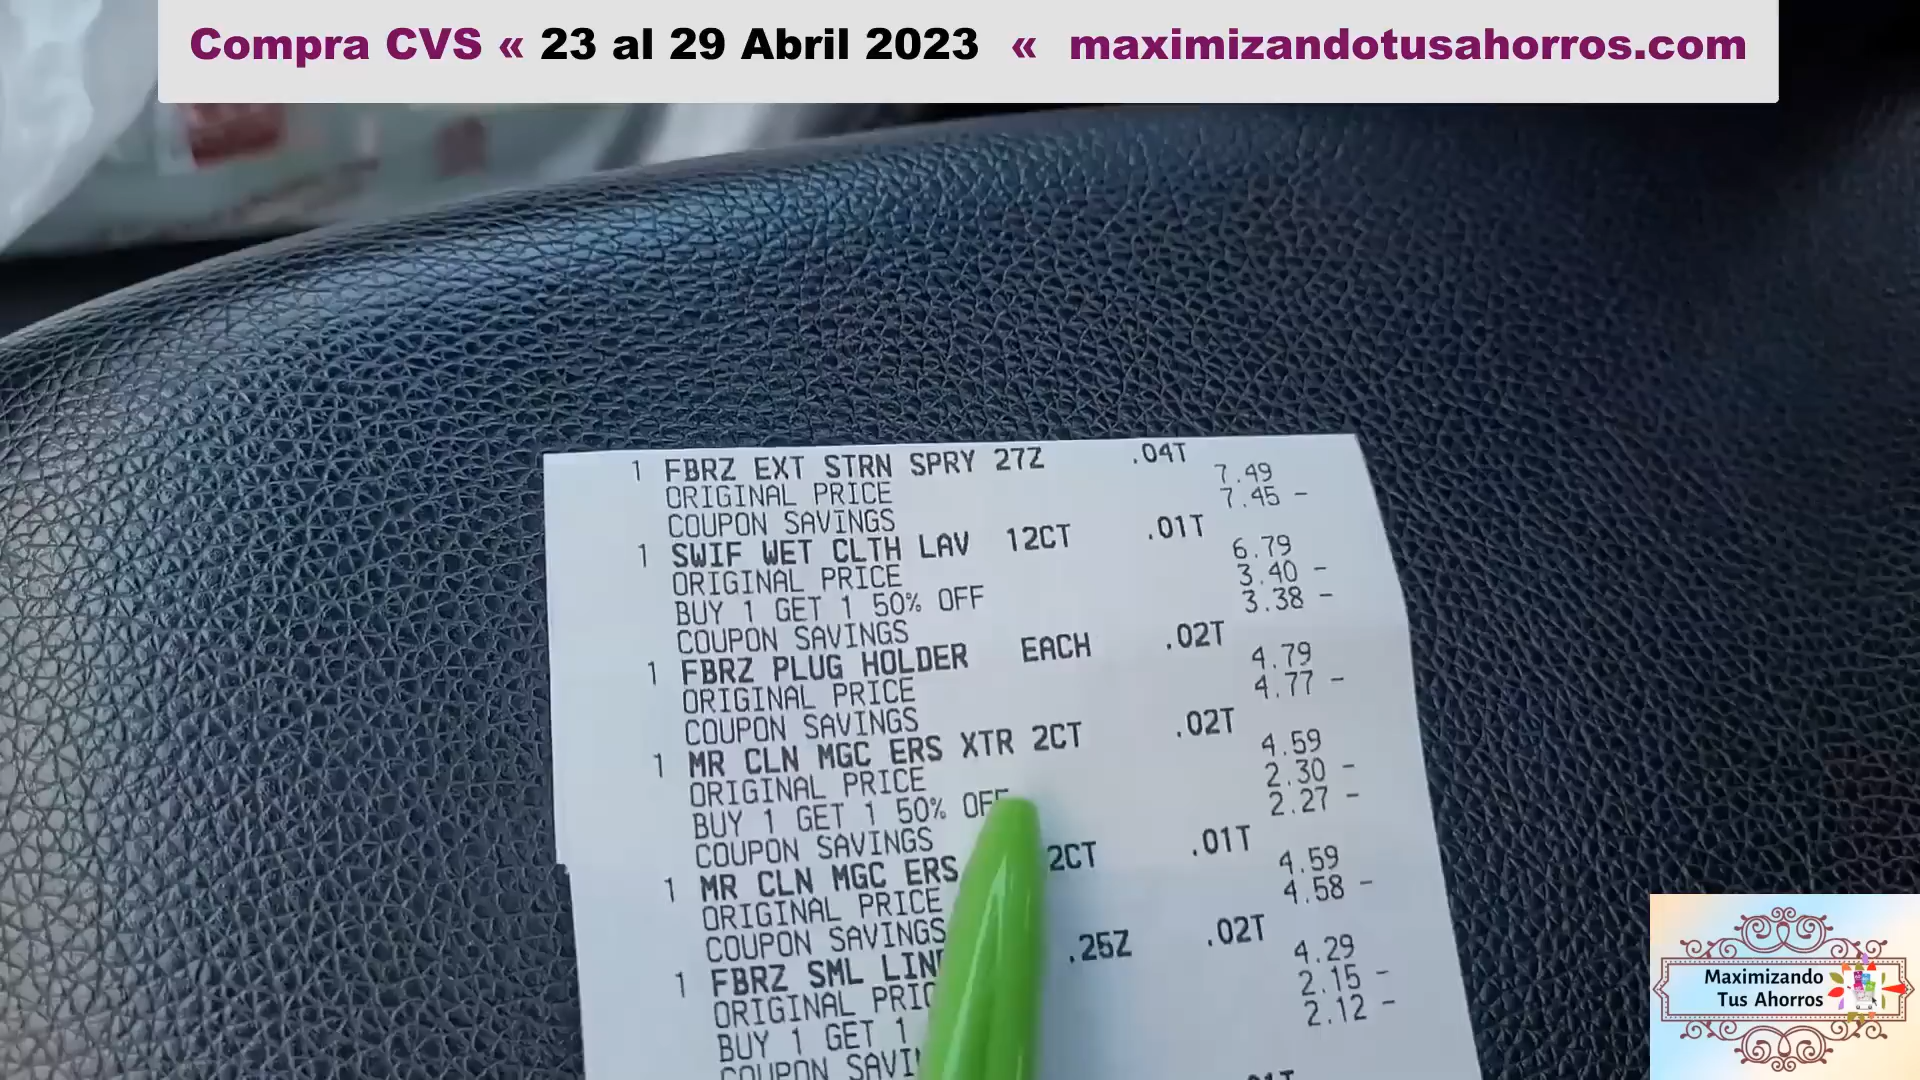 Compra CVS « 23 al 29 Abril 2023 « maximizandotusahorros.com
1 FBRZ EXT STRN SPRY 27Z .04T
ORIGINAL PRICE 7.49
COUPON SAVINGS 7.45 -
1 SWIF WET CLTH LAV 12CT .01T
ORIGINAL PRICE 6.79
BUY 1 GET 1 50% OFF 3.40 -
COUPON SAVINGS 3.38 -
1 FBRZ PLUG HOLDER EACH .02T
ORIGINAL PRICE 4.79
COUPON SAVINGS 4.77 -
1 MR CLN MGC ERS XTR 2CT .02T
ORIGINAL PRICE 4.59
BUY 1 GET 1 50% OFF 2.30 -
COUPON SAVINGS 2.27 -
1 MR CLN MGC ERS 2CT .01T
ORIGINAL PRICE 4.59
COUPON SAVINGS 4.58 -
1 FBRZ SML .25Z .02T
ORIGINAL 4.29
BUY 1 GET 1 2.15 -
COUPON 2.12 -
Maximizando
Tus Ahorros